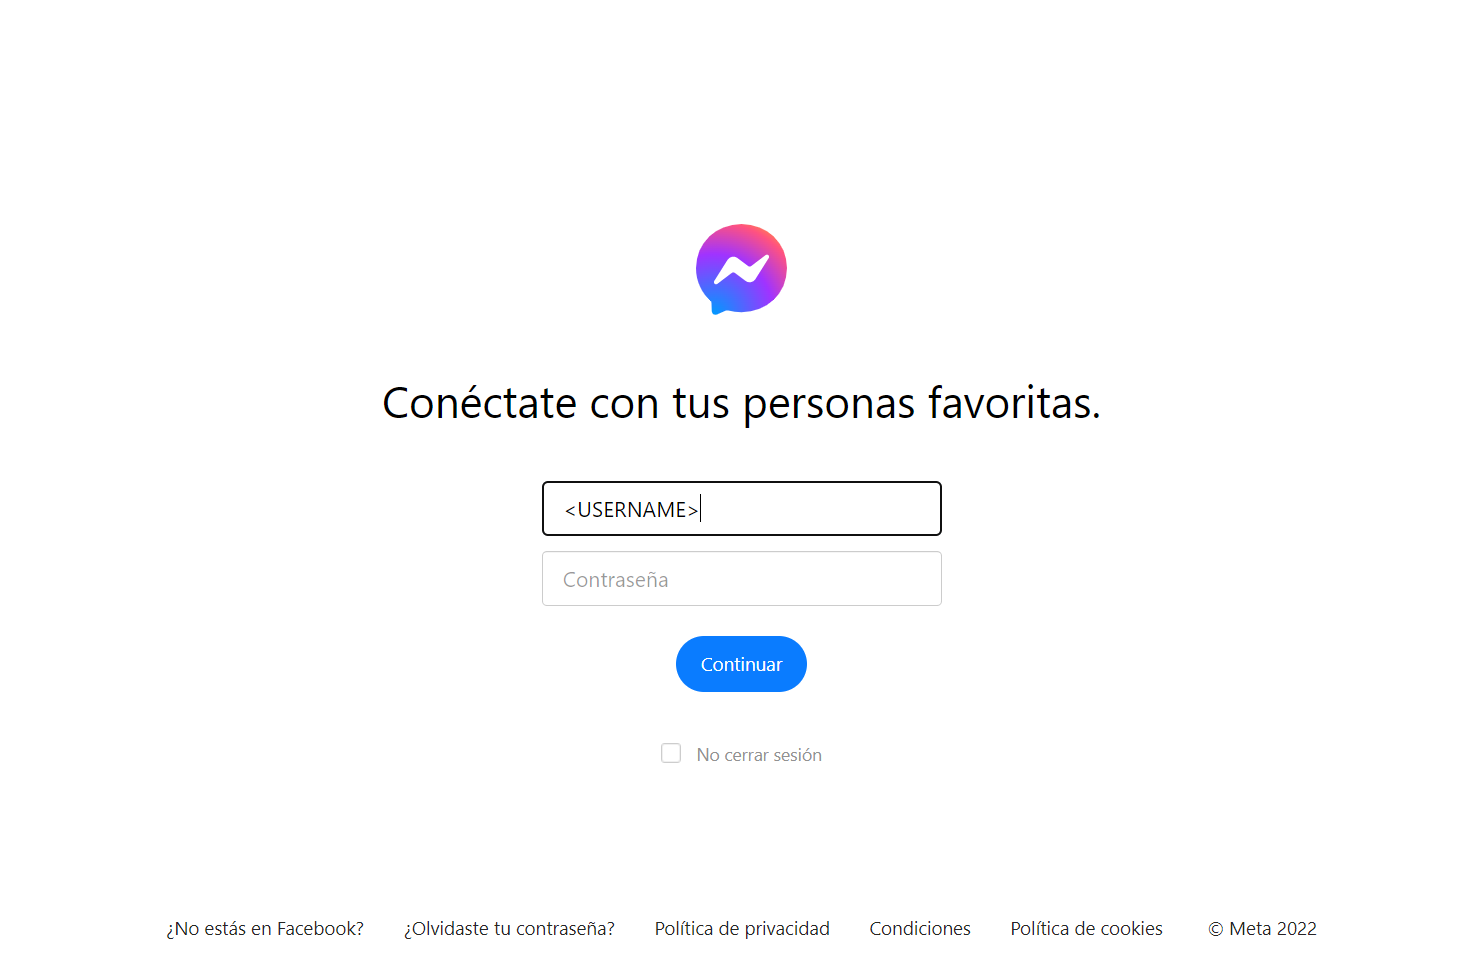 Conéctate con tus personas favoritas.
<USERNAME>
Contraseña
Continuar
No cerrar sesión
¿No estás en Facebook? ¿Olvidaste tu contraseña? Política de privacidad Condiciones Política de cookies © Meta 2022